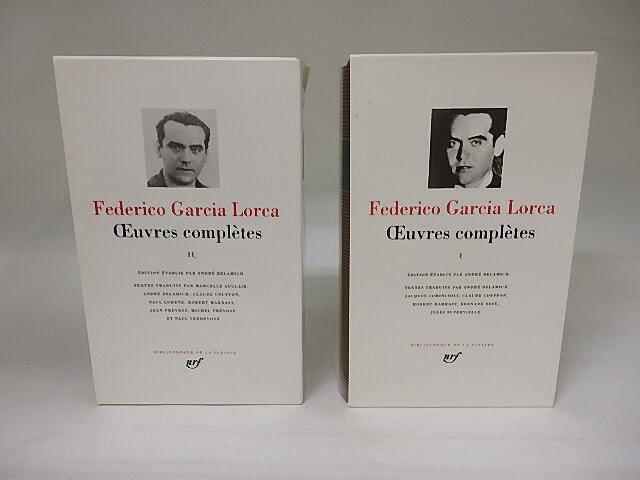 Federico Garcia Lorca
Œuvres complètes
II
ÉDITION ÉTABLIE PAR ANDRÉ BELAMICH
TEXTES TRADUITS PAR MARCELLE AUCLAIR,
ANDRÉ BELAMICH, CLAUDE COUFFON,
PAUL LORENZ, ROBERT MARRAST,
JEAN PRÉVOST, MICHEL PRÉVOST
ET PAUL VERDEVOYE
BIBLIOTHÈQUE DE LA PLÉIADE
nrf
Federico Garcia Lorca
Œuvres complètes
I
ÉDITION ÉTABLIE PAR ANDRÉ BELAMICH
TEXTES TRADUITS PAR ANDRÉ BELAMICH,
JACQUES COMINCIOLI, CLAUDE COUFFON,
ROBERT MARRAST, BERNARD SESÉ,
JULES SUPERVIELLE
BIBLIOTHÈQUE DE LA PLÉIADE
nrf